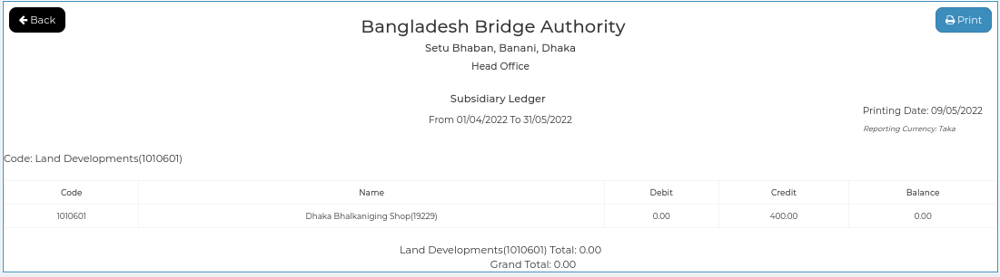 Back
Print
Bangladesh Bridge Authority
Setu Bhaban, Banani, Dhaka
Head Office
Subsidiary Ledger
From 01/04/2022 To 31/05/2022
Printing Date: 09/05/2022
Reporting Currency: Taka
Code: Land Developments(1010601)
Code Name Debit Credit Balance
1010601 Dhaka Bhalkaniging Shop(19229) 0.00 400.00 0.00
Land Developments(1010601) Total: 0.00
Grand Total: 0.00